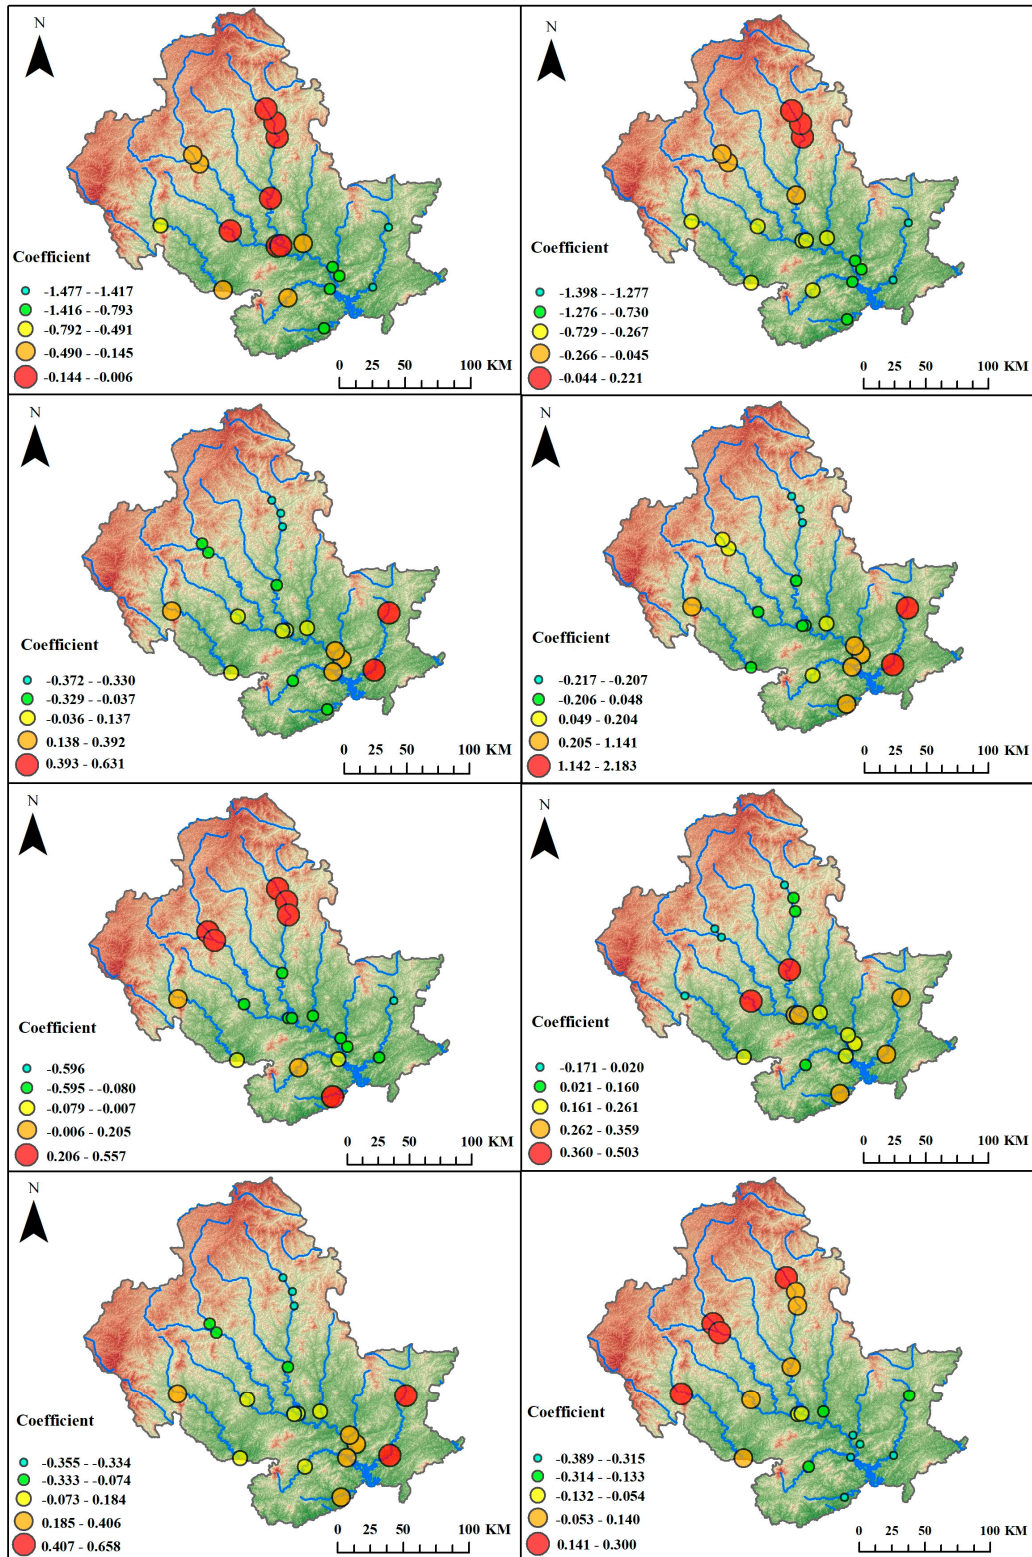 N
Coefficient
-1.477 - -1.417
-1.416 - -0.793
-0.792 - -0.491
-0.490 - -0.145
-0.144 - -0.006
0 25 50 100 KM
N
Coefficient
-1.398 - -1.277
-1.276 - -0.730
-0.729 - -0.267
-0.266 - -0.045
-0.044 - 0.221
0 25 50 100 KM
N
Coefficient
-0.372 - -0.330
-0.329 - -0.037
-0.036 - 0.137
0.138 - 0.392
0.393 - 0.631
0 25 50 100 KM
N
Coefficient
-0.217 - -0.207
-0.206 - 0.048
0.049 - 0.204
0.205 - 1.141
1.142 - 2.183
0 25 50 100 KM
N
Coefficient
-0.596
-0.595 - -0.080
-0.079 - -0.007
-0.006 - 0.205
0.206 - 0.557
0 25 50 100 KM
N
Coefficient
-0.171 - 0.020
0.021 - 0.160
0.161 - 0.261
0.262 - 0.359
0.360 - 0.503
0 25 50 100 KM
N
Coefficient
-0.355 - -0.334
-0.333 - -0.074
-0.073 - 0.184
0.185 - 0.406
0.407 - 0.658
0 25 50 100 KM
N
Coefficient
-0.389 - -0.315
-0.314 - -0.133
-0.132 - -0.054
-0.053 - 0.140
0.141 - 0.300
0 25 50 100 KM